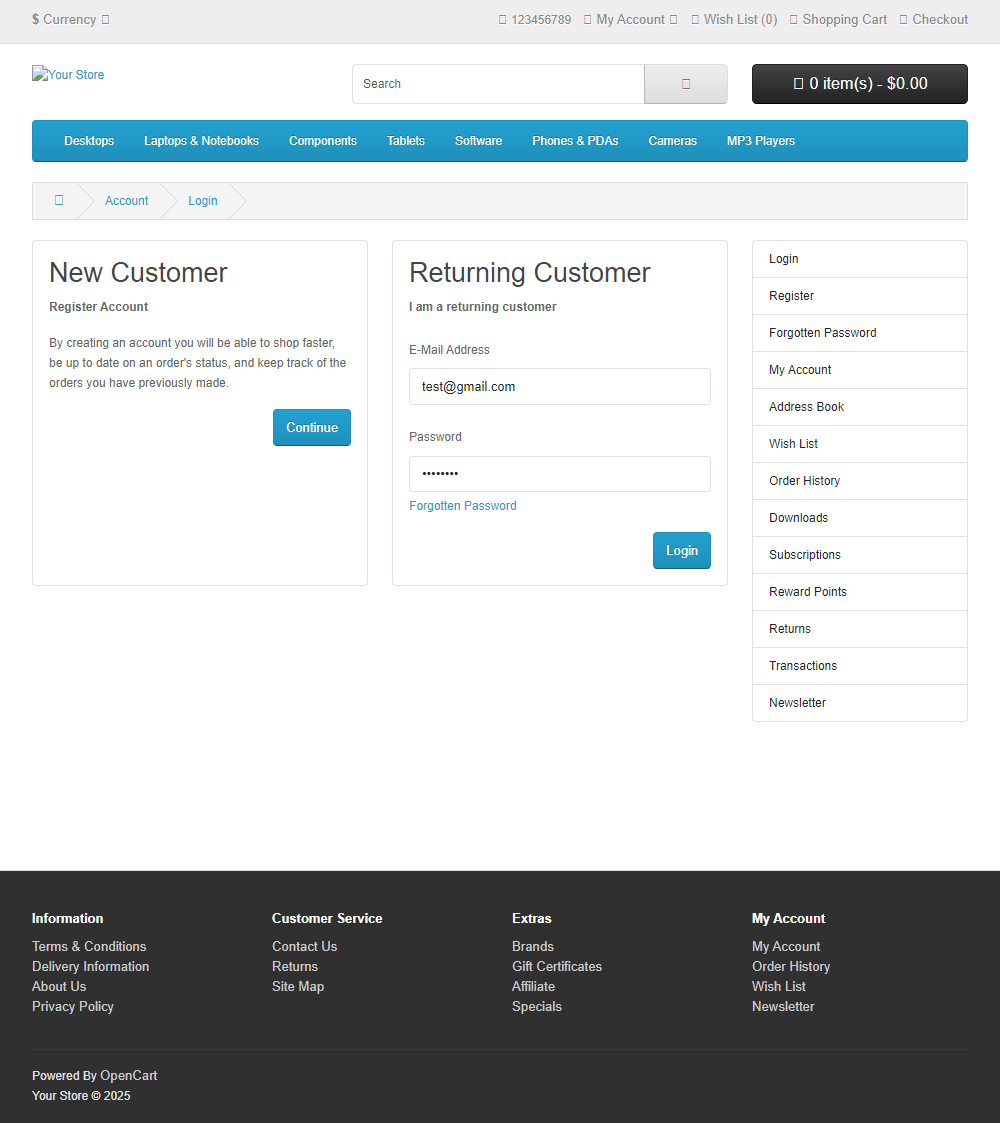 $ Currency
123456789 My Account Wish List (0) Shopping Cart Checkout
Your Store
Search
0 item(s) - $0.00
Desktops Laptops & Notebooks Components Tablets Software Phones & PDAs Cameras MP3 Players
Account Login
New Customer
Register Account
By creating an account you will be able to shop faster,
be up to date on an order's status, and keep track of the
orders you have previously made.
Continue
Returning Customer
I am a returning customer
E-Mail Address
test@gmail.com
Password
••••••••
Forgotten Password
Login
Login
Register
Forgotten Password
My Account
Address Book
Wish List
Order History
Downloads
Subscriptions
Reward Points
Returns
Transactions
Newsletter
Information
Terms & Conditions
Delivery Information
About Us
Privacy Policy
Customer Service
Contact Us
Returns
Site Map
Extras
Brands
Gift Certificates
Affiliate
Specials
My Account
My Account
Order History
Wish List
Newsletter
Powered By OpenCart
Your Store © 2025